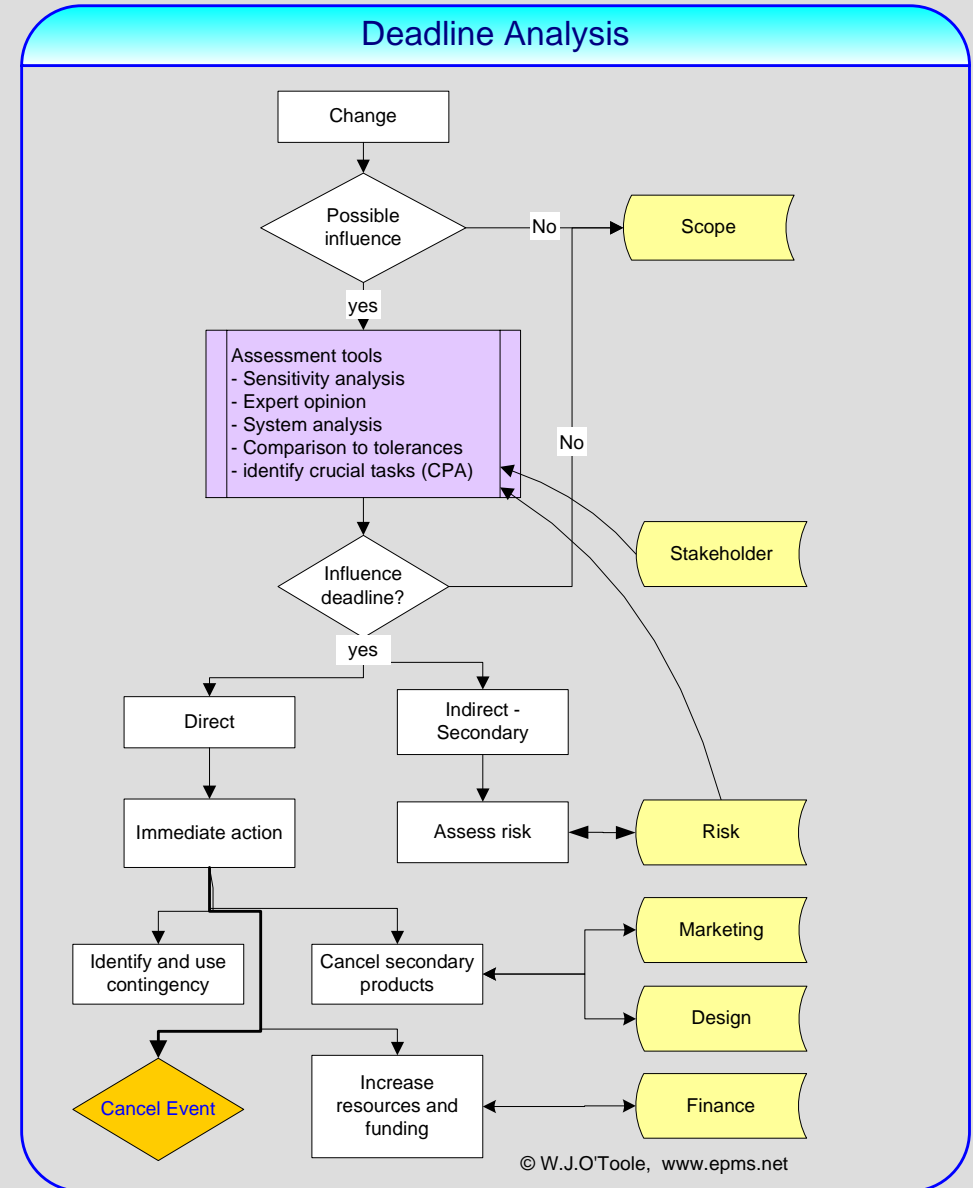 Deadline Analysis
Change
Possible
influence
No
Scope
yes
Assessment tools
- Sensitivity analysis
- Expert opinion
- System analysis
- Comparison to tolerances
- identify crucial tasks (CPA)
No
Stakeholder
Influence
deadline?
yes
Direct
Indirect -
Secondary
Immediate action
Assess risk
Risk
Identify and use
contingency
Cancel secondary
products
Marketing
Design
Cancel Event
Increase
resources and
funding
Finance
© W.J.O'Toole, www.epms.net